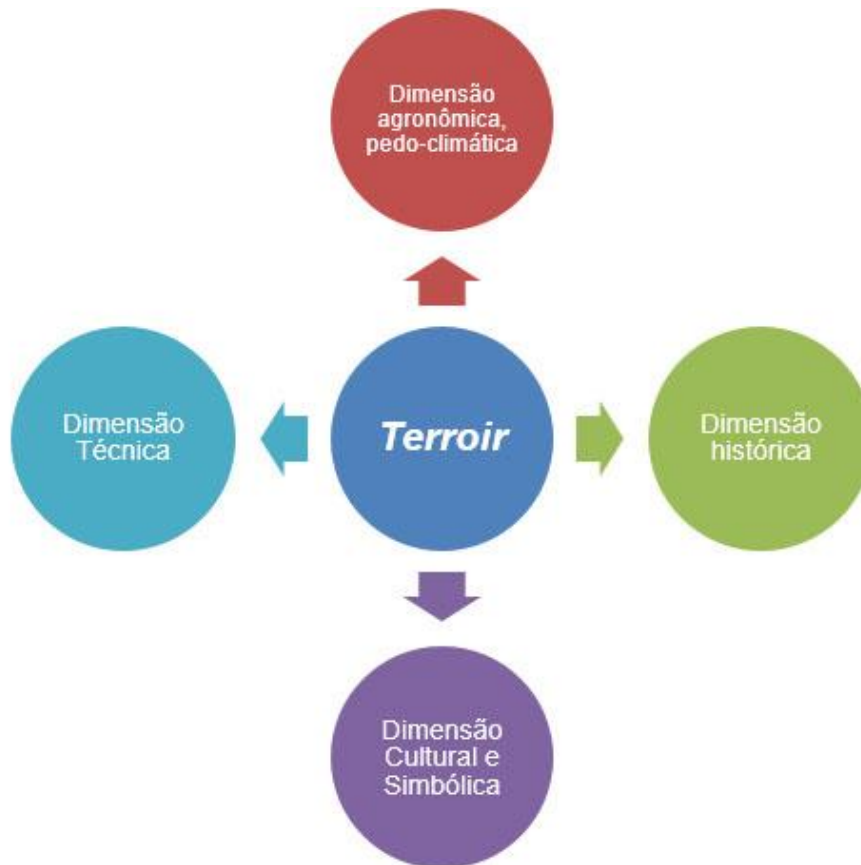 Dimensão
agronômica,
pedo-climática
Dimensão
Técnica
Terroir
Dimensão
histórica
Dimensão
Cultural e
Simbólica